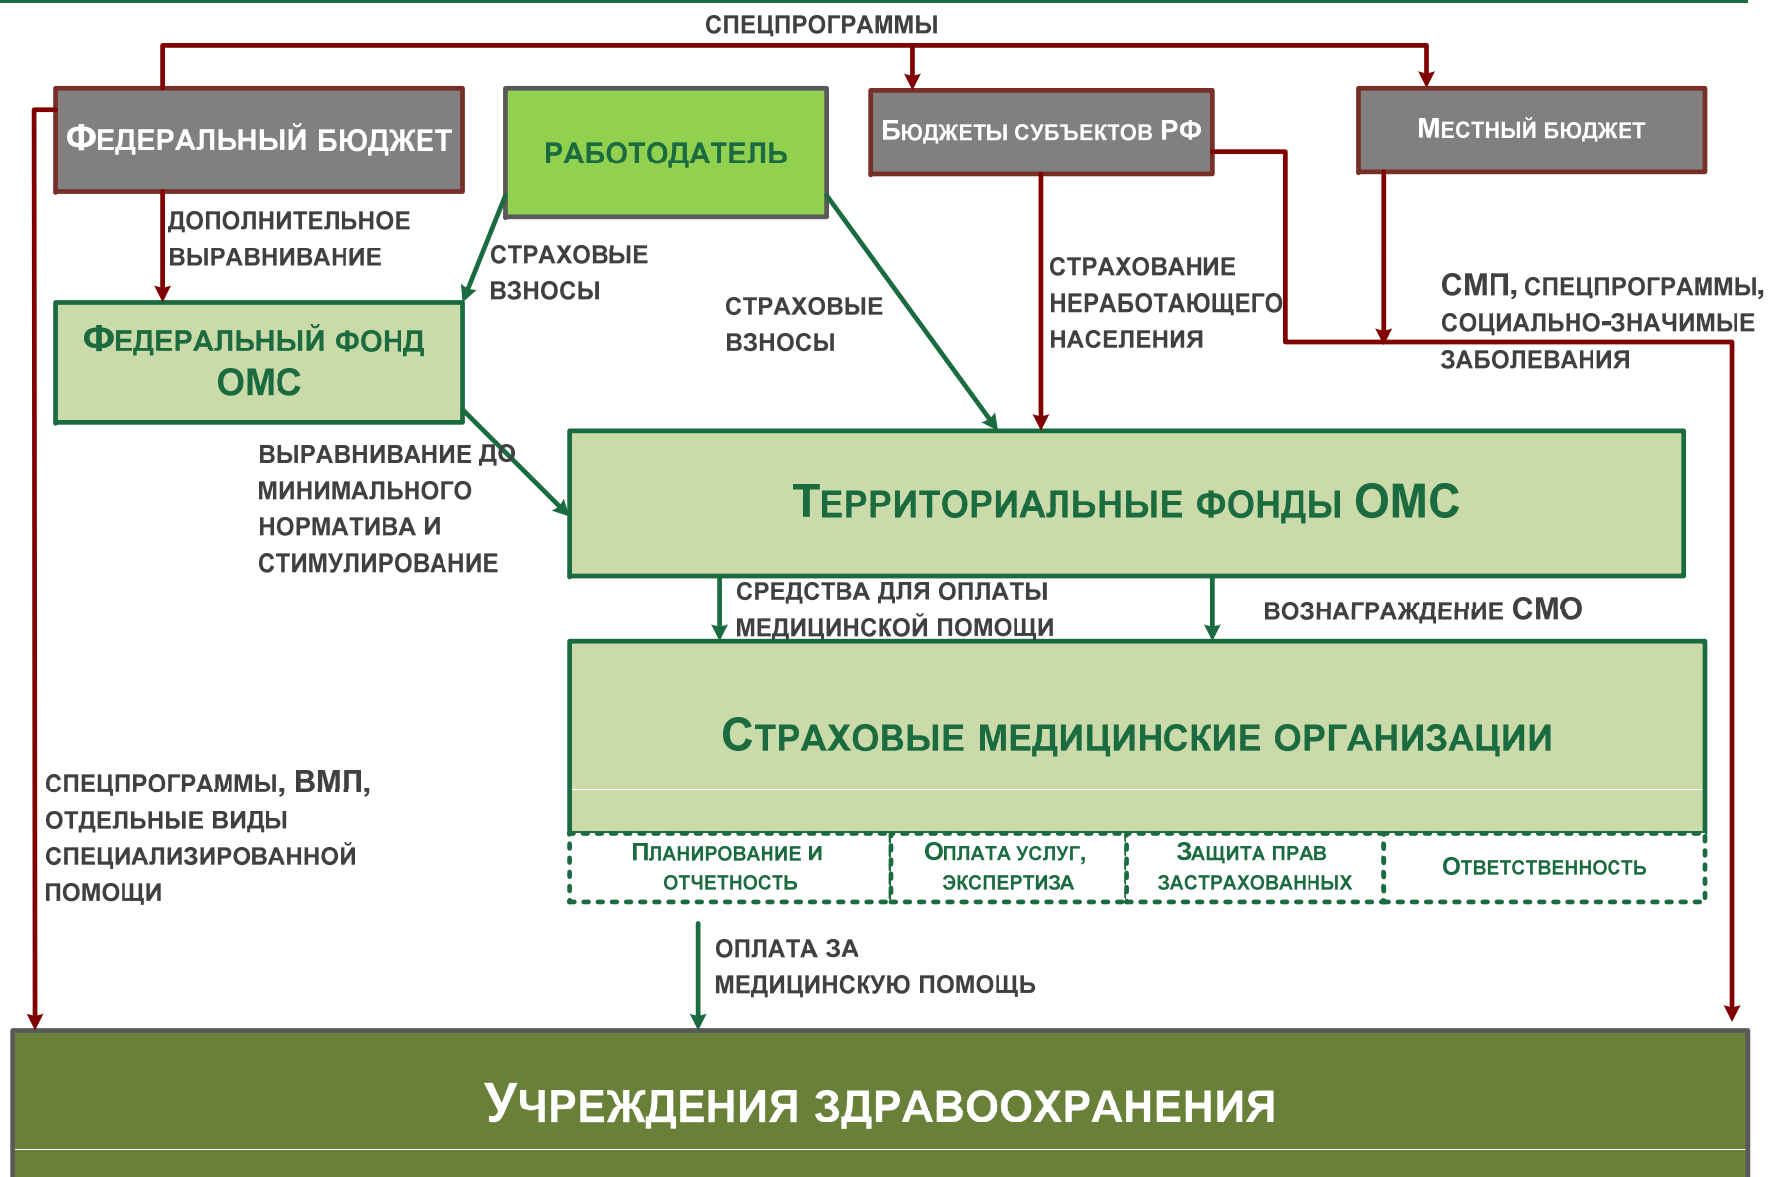 СПЕЦПРОГРАММЫ
ФЕДЕРАЛЬНЫЙ БЮДЖЕТ
РАБОТОДАТЕЛЬ
БЮДЖЕТЫ СУБЪЕКТОВ РФ
МЕСТНЫЙ БЮДЖЕТ
ДОПОЛНИТЕЛЬНОЕ
ВЫРАВНИВАНИЕ
СТРАХОВЫЕ
ВЗНОСЫ
СТРАХОВЫЕ
ВЗНОСЫ
СТРАХОВАНИЕ
НЕРАБОТАЮЩЕГО
НАСЕЛЕНИЯ
СМП, СПЕЦПРОГРАММЫ,
СОЦИАЛЬНО-ЗНАЧИМЫЕ
ЗАБОЛЕВАНИЯ
ФЕДЕРАЛЬНЫЙ ФОНД
ОМС
ВЫРАВНИВАНИЕ ДО
МИНИМАЛЬНОГО
НОРМАТИВА И
СТИМУЛИРОВАНИЕ
ТЕРРИТОРИАЛЬНЫЕ ФОНДЫ ОМС
СРЕДСТВА ДЛЯ ОПЛАТЫ
МЕДИЦИНСКОЙ ПОМОЩИ
ВОЗНАГРАЖДЕНИЕ СМО
СТРАХОВЫЕ МЕДИЦИНСКИЕ ОРГАНИЗАЦИИ
СПЕЦПРОГРАММЫ, ВМП,
ОТДЕЛЬНЫЕ ВИДЫ
СПЕЦИАЛИЗИРОВАННОЙ
ПОМОЩИ
ПЛАНИРОВАНИЕ И
ОТЧЕТНОСТЬ
ОПЛАТА УСЛУГ,
ЭКСПЕРТИЗА
ЗАЩИТА ПРАВ
ЗАСТРАХОВАННЫХ
ОТВЕТСТВЕННОСТЬ
ОПЛАТА ЗА
МЕДИЦИНСКУЮ ПОМОЩЬ
УЧРЕЖДЕНИЯ ЗДРАВООХРАНЕНИЯ